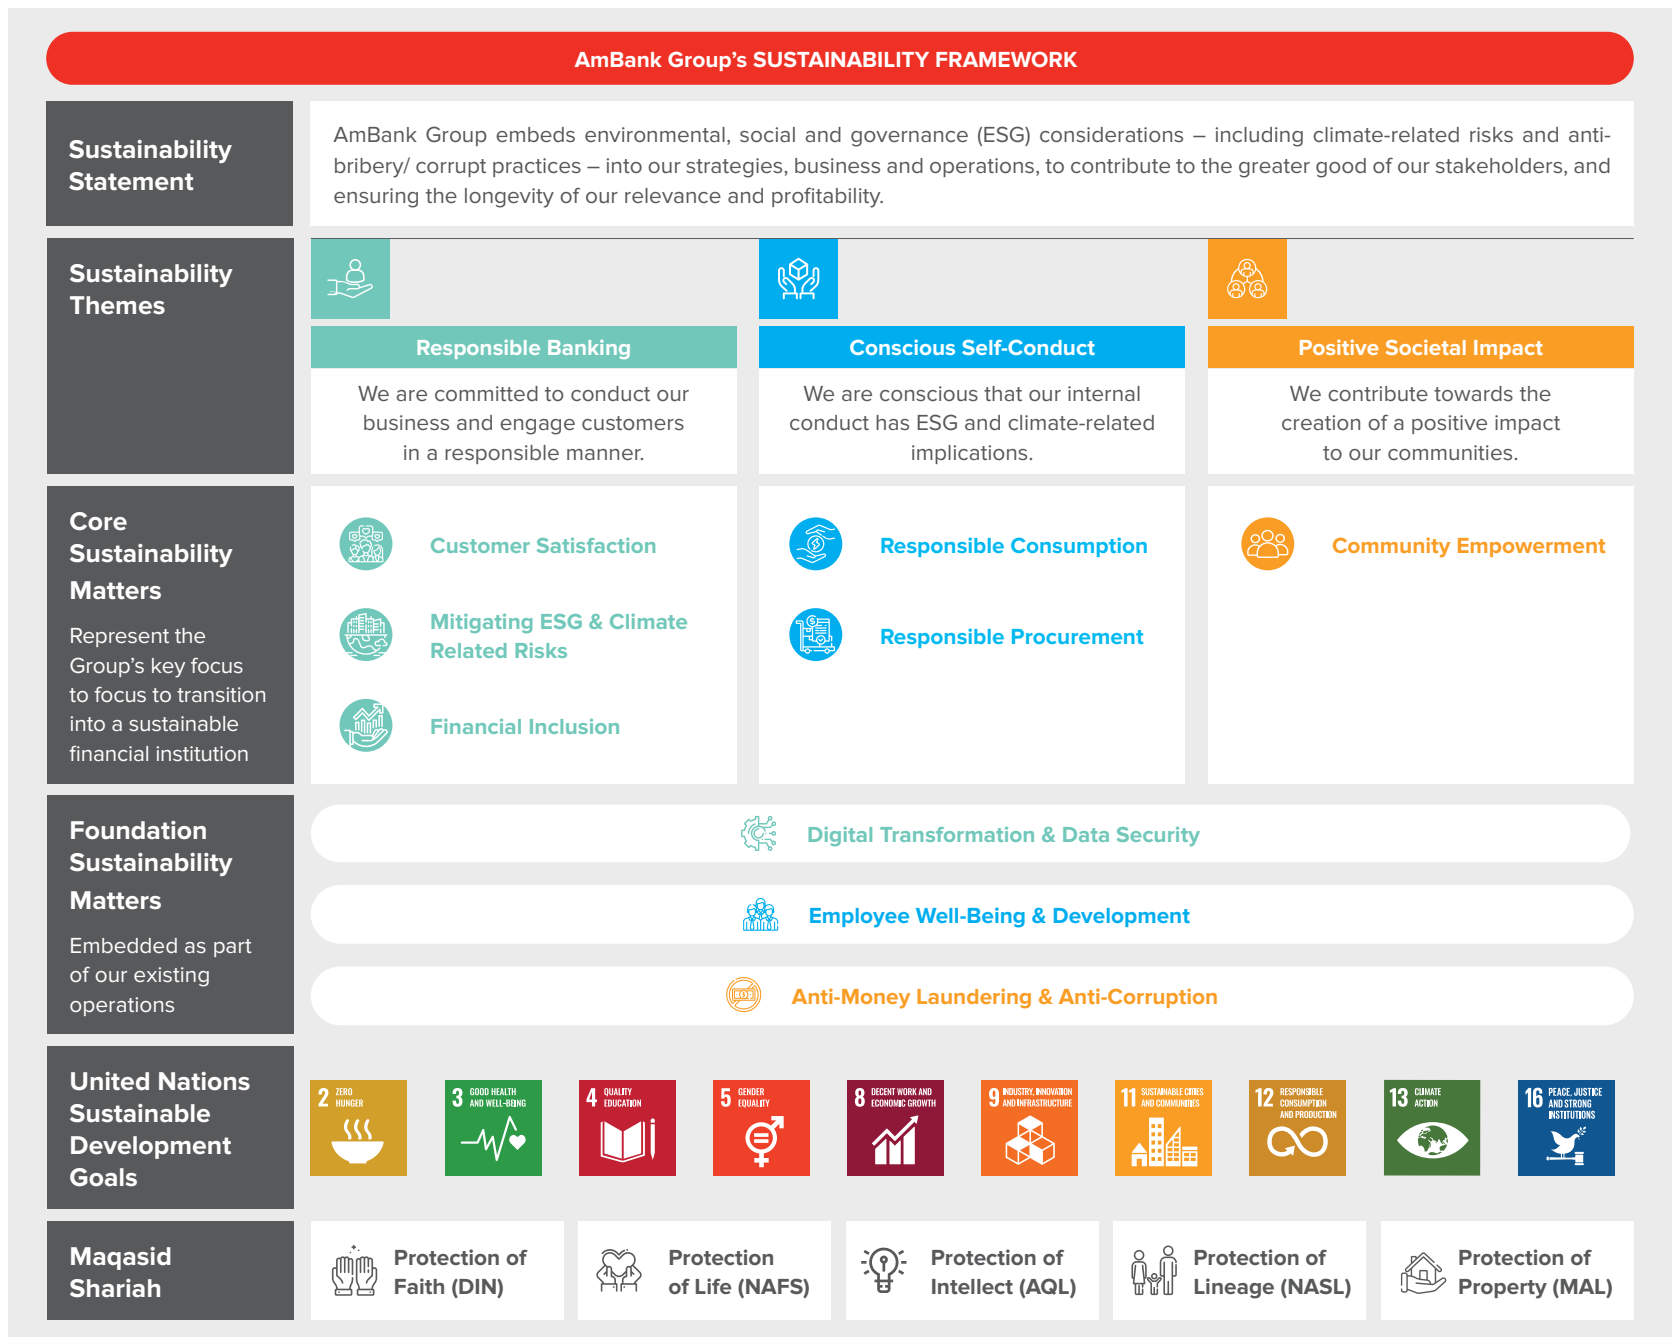 AmBank Group's SUSTAINABILITY FRAMEWORK
Sustainability
Statement
AmBank Group embeds environmental, social and governance (ESG) considerations – including climate-related risks and anti-
bribery/ corrupt practices – into our strategies, business and operations, to contribute to the greater good of our stakeholders, and
ensuring the longevity of our relevance and profitability.
Sustainability
Themes
Responsible Banking
We are committed to conduct our
business and engage customers
in a responsible manner.
Conscious Self-Conduct
We are conscious that our internal
conduct has ESG and climate-related
implications.
Positive Societal Impact
We contribute towards the
creation of a positive impact
to our communities.
Core
Sustainability
Matters
Represent the
Group's key focus
to focus to transition
into a sustainable
financial institution
Customer Satisfaction
Mitigating ESG & Climate
Related Risks
Financial Inclusion
Responsible Consumption
Responsible Procurement
Community Empowerment
Foundation
Sustainability
Matters
Embedded as part
of our existing
operations
Digital Transformation & Data Security
Employee Well-Being & Development
Anti-Money Laundering & Anti-Corruption
United Nations
Sustainable
Development
Goals
2 ZERO
HUNGER
3 GOOD HEALTH
AND WELL-BEING
4 QUALITY
EDUCATION
5 GENDER
EQUALITY
8 DECENT WORK AND
ECONOMIC GROWTH
9 INDUSTRY, INNOVATION
AND INFRASTRUCTURE
11 SUSTAINABLE CITIES
AND COMMUNITIES
12 RESPONSIBLE
CONSUMPTION
AND PRODUCTION
13 CLIMATE
ACTION
16 PEACE, JUSTICE
AND STRONG
INSTITUTIONS
Maqasid
Shariah
Protection of
Faith (DIN)
Protection
of Life (NAFS)
Protection of
Intellect (AQL)
Protection of
Lineage (NASL)
Protection of
Property (MAL)